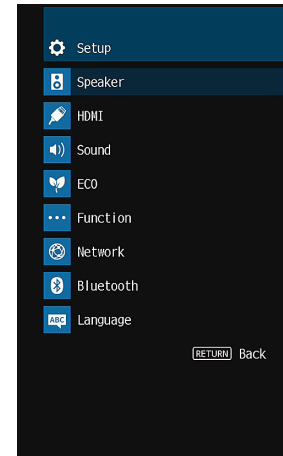 Setup
Speaker
HDMI
Sound
ECO
Function
Network
Bluetooth
ABC Language
RETURN Back